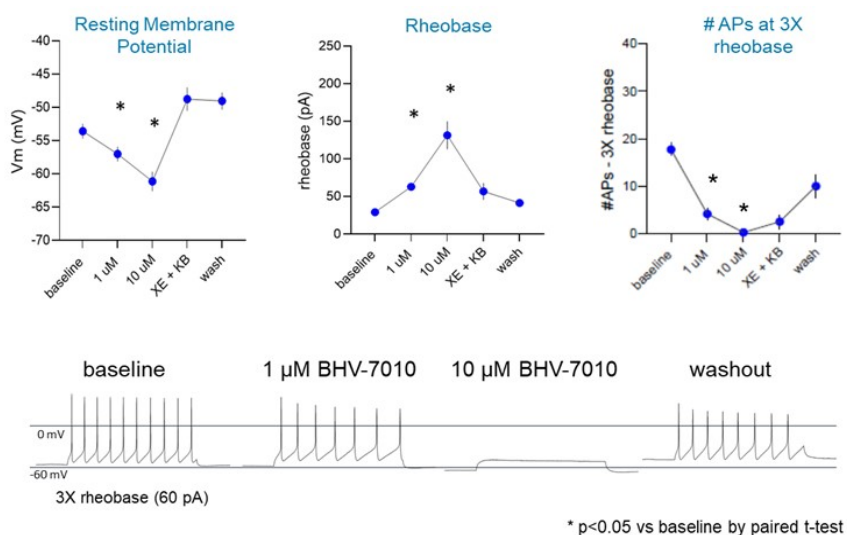 Resting Membrane
Potential
-40
-45
-50
-55
-60
-65
-70
Vm (mV)
*
*
baseline
1 uM
10 uM
XE + KB
wash
Rheobase
250
200
150
100
50
0
rheobase (pA)
*
*
baseline
1 uM
10 uM
XE + KB
wash
# APs at 3X
rheobase
40
30
20
10
0
#APs - 3X rheobase
*
*
baseline
1 uM
10 uM
XE + KB
wash
baseline
1 µM BHV-7010
10 µM BHV-7010
washout
0 mV
-60 mV
3X rheobase (60 pA)
* p<0.05 vs baseline by paired t-test